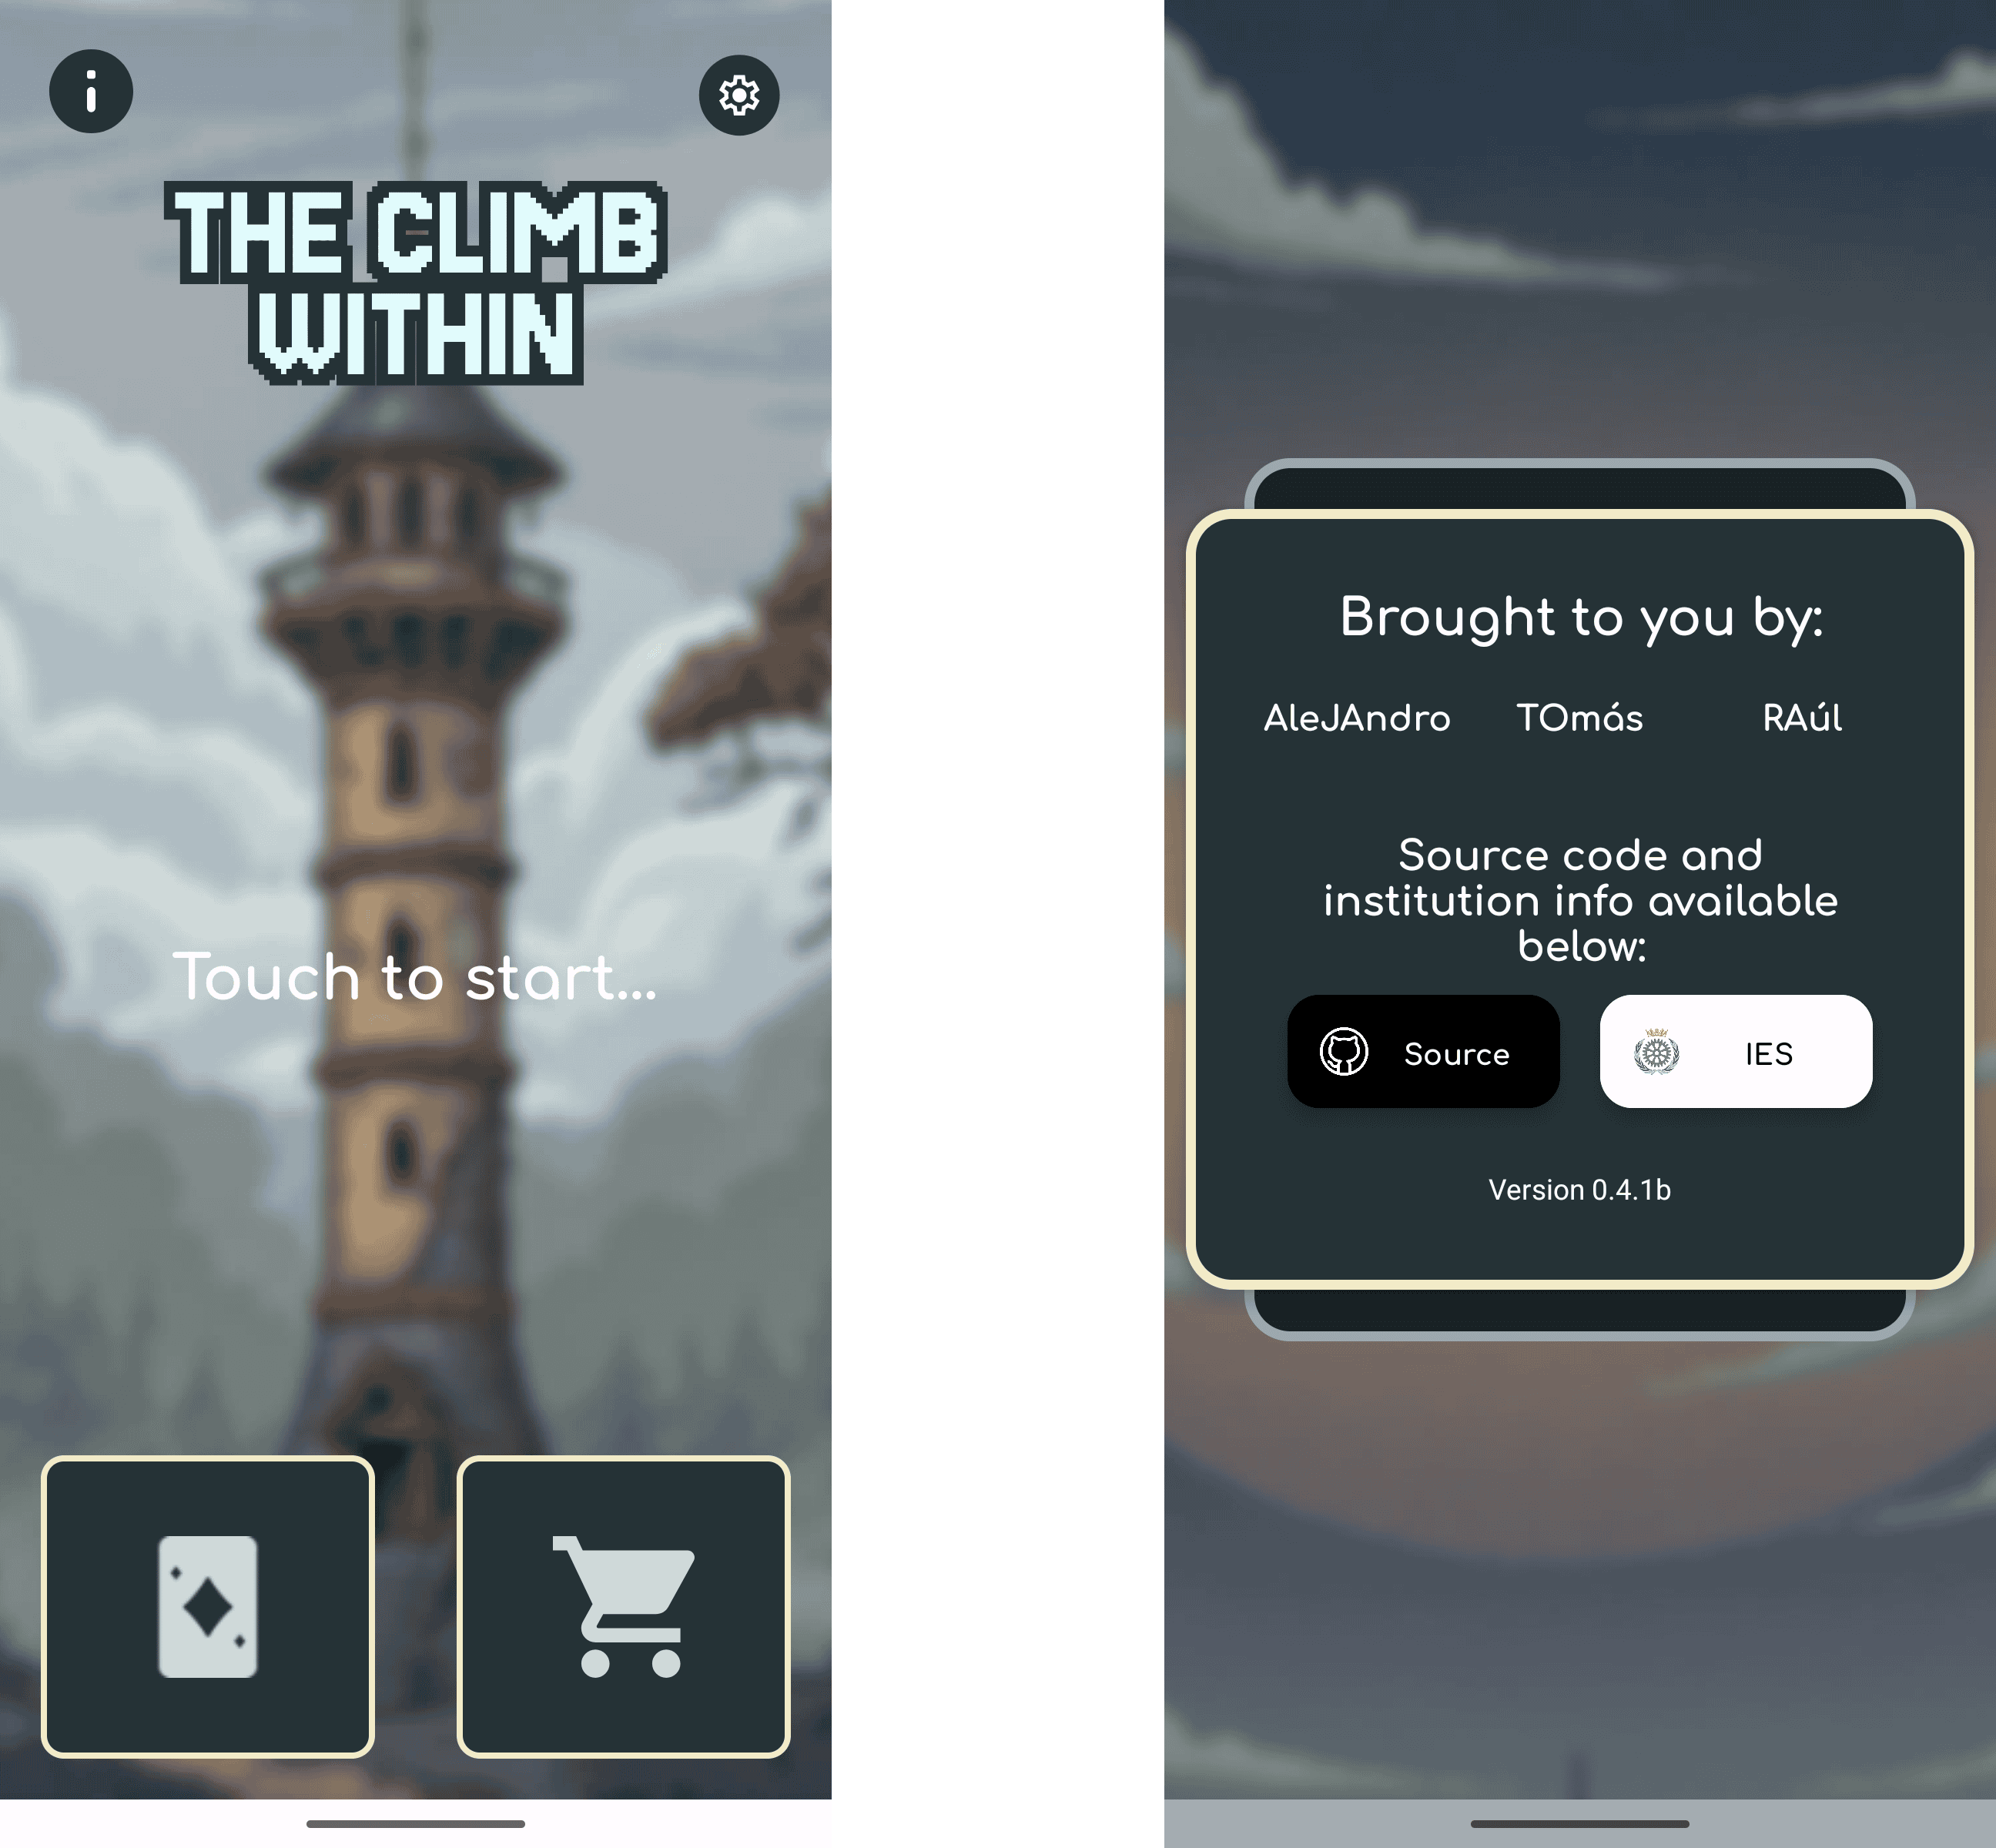 THE CLIMB
WITHIN
Touch to start...
Brought to you by:
AleJAndro TOmás RAúl
Source code and
institution info available
below:
Source IES
Version 0.4.1b